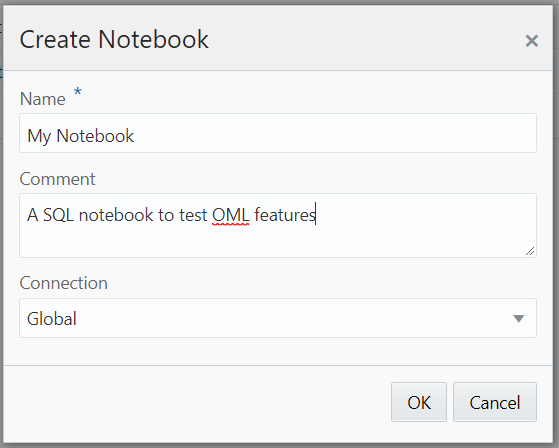 Create Notebook
Name *
My Notebook
Comment
A SQL notebook to test OML features
Connection
Global
OK Cancel